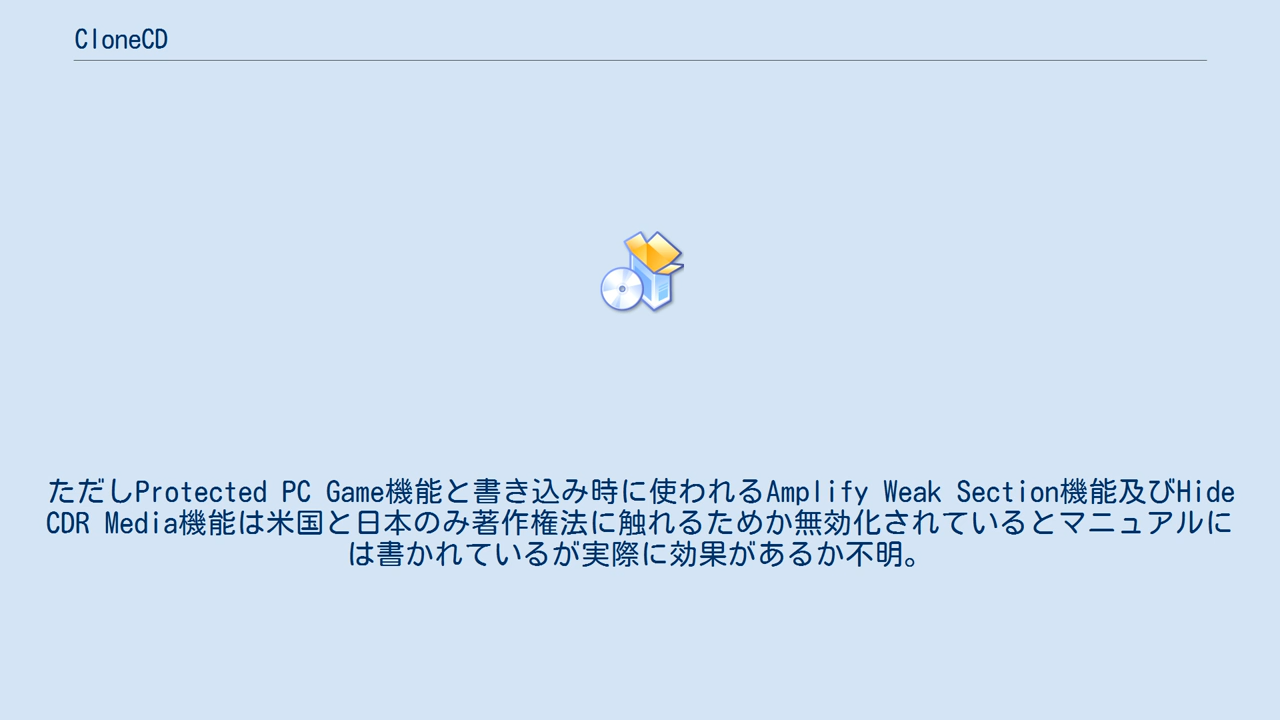 CloneCD
ただしProtected PC Game機能と書き込み時に使われるAmplify Weak Section機能及びHide
CDR Media機能は米国と日本のみ著作権法に触れるためか無効化されているとマニュアルに
は書かれているが実際に効果があるか不明。